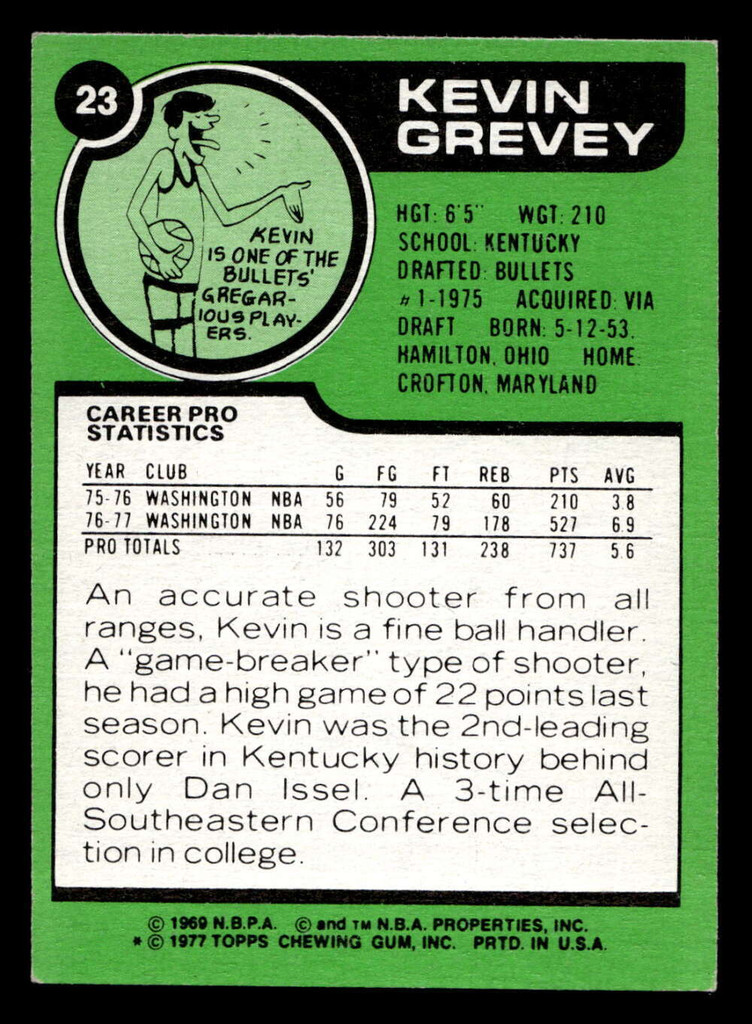 23
KEVIN
GREVEY
KEVIN
IS ONE OF THE
BULLETS'
GREGAR-
IOUS PLAY-
ERS.
HGT: 6'5" WGT: 210
SCHOOL: KENTUCKY
DRAFTED: BULLETS
#1-1975 ACQUIRED: VIA
DRAFT BORN: 5-12-53,
HAMILTON, OHIO HOME:
CROFTON, MARYLAND
CAREER PRO
STATISTICS
YEAR CLUB G FG FT REB PTS AVG
75-76 WASHINGTON NBA 56 79 52 60 210 3.8
76-77 WASHINGTON NBA 76 224 79 178 527 6.9
PRO TOTALS 132 303 131 238 737 5.6
An accurate shooter from all
ranges, Kevin is a fine ball handler.
A "game-breaker" type of shooter,
he had a high game of 22 points last
season. Kevin was the 2nd-leading
scorer in Kentucky history behind
only Dan Issel. A 3-time All-
Southeastern Conference selec-
tion in college.
© 1969 N.B.P.A. © and TM N.B.A. PROPERTIES, INC.
* © 1977 TOPPS CHEWING GUM, INC. PRTD. IN U.S.A.